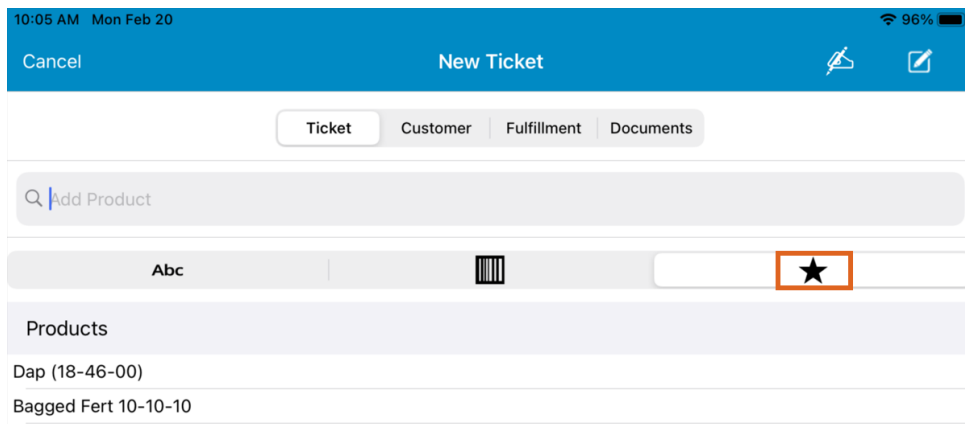 10:05 AM Mon Feb 20 96%
Cancel New Ticket
Ticket Customer Fulfillment Documents
Add Product
Abc
Products
Dap (18-46-00)
Bagged Fert 10-10-10